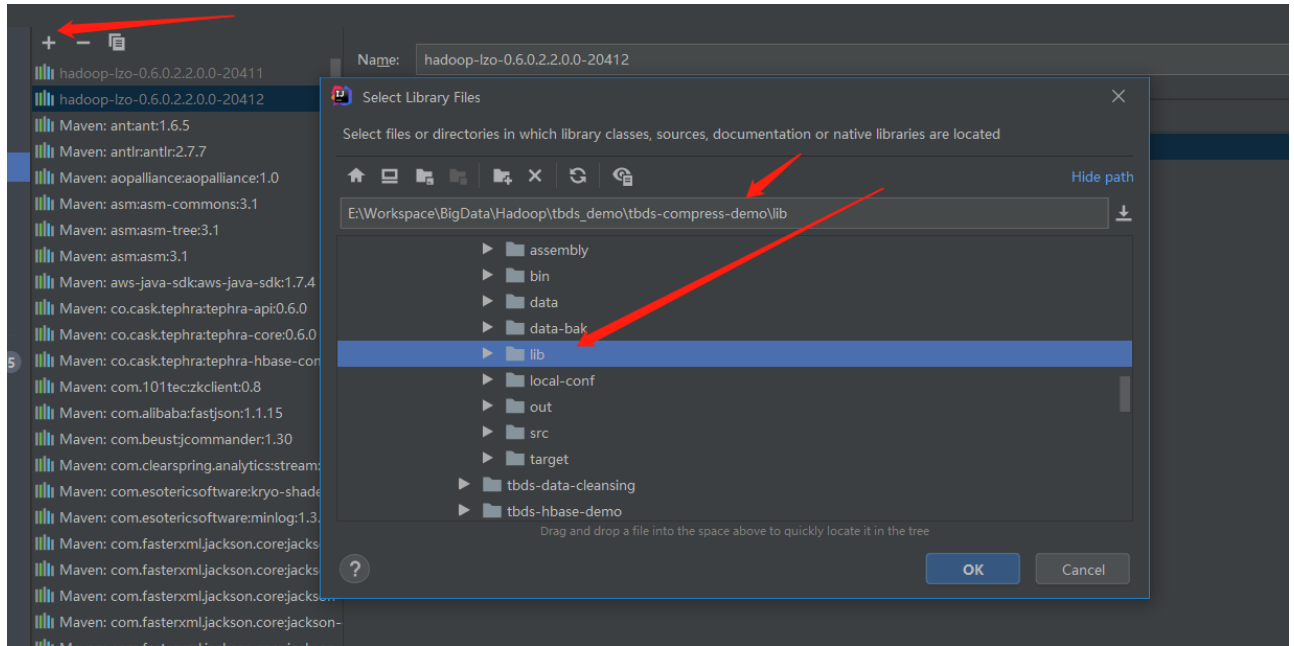 Name: hadoop-lzo-0.6.0.2.2.0.0-20412
hadoop-lzo-0.6.0.2.2.0.0-20411
hadoop-lzo-0.6.0.2.2.0.0-20412
Maven: ant:ant:1.6.5
Maven: antlr:antlr:2.7.7
Maven: aopalliance:aopalliance:1.0
Maven: asm:asm-commons:3.1
Maven: asm:asm-tree:3.1
Maven: asm:asm:3.1
Maven: aws-java-sdk:aws-java-sdk:1.7.4
Maven: co.cask.tephra:tephra-api:0.6.0
Maven: co.cask.tephra:tephra-core:0.6.0
Maven: co.cask.tephra:tephra-hbase-con
5
Maven: com.101tec:zkclient:0.8
Maven: com.alibaba:fastjson:1.1.15
Maven: com.beust:jcommander:1.30
Maven: com.clearspring.analytics:stream:
Maven: com.esotericsoftware:kryo-shade
Maven: com.esotericsoftware:minlog:1.3.
Maven: com.fasterxml.jackson.core:jacks
Maven: com.fasterxml.jackson.core:jacks
Maven: com.fasterxml.jackson.core:jackson-
Maven: com.fasterxml.jackson.core:jackson-
Select Library Files
Select files or directories in which library classes, sources, documentation or native libraries are located
Hide path
E:\Workspace\BigData\Hadoop\tbds_demo\tbds-compress-demo\lib
assembly
bin
data
data-bak
lib
local-conf
out
src
target
tbds-data-cleansing
tbds-hbase-demo
Drag and drop a file into the space above to quickly locate it in the tree
? OK Cancel